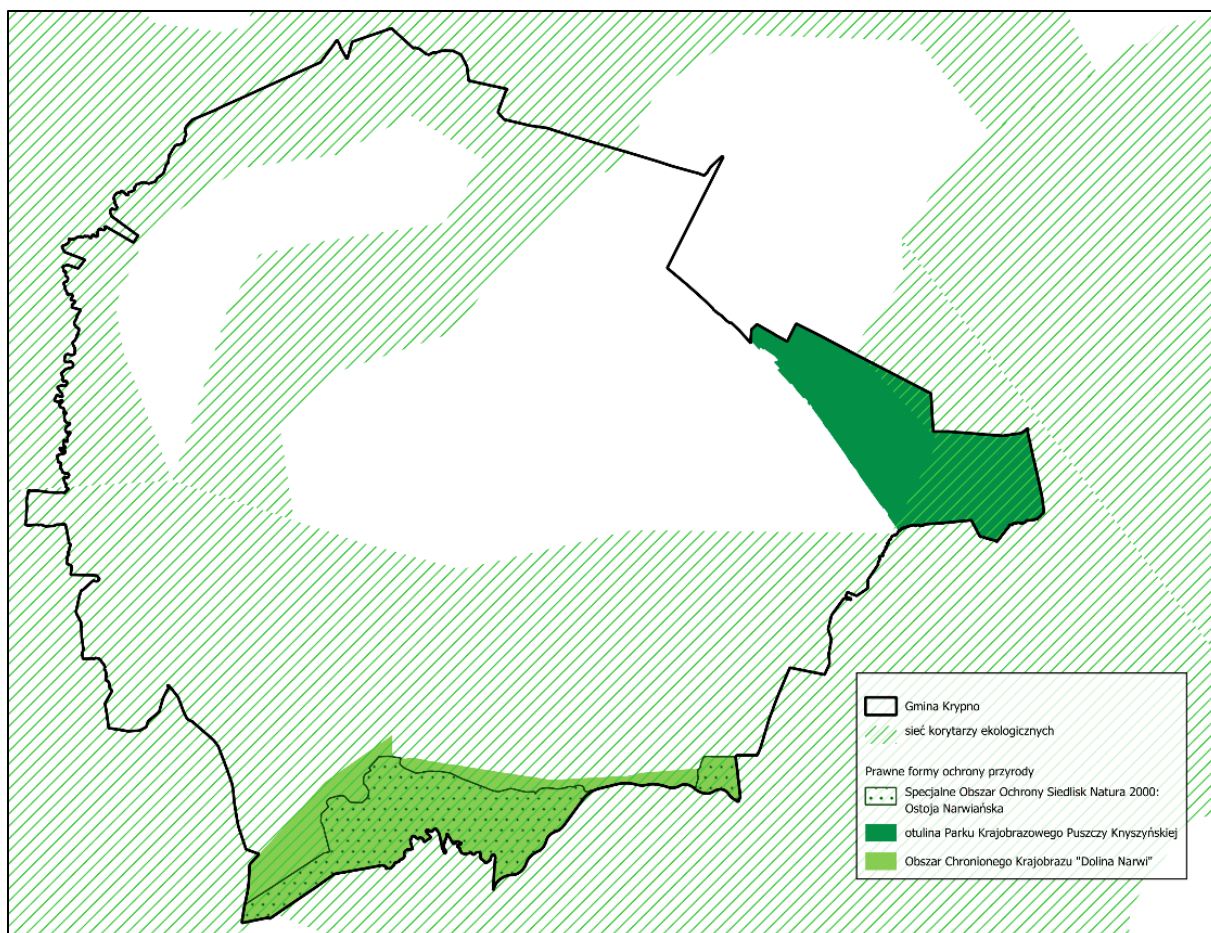 Gmina Krypno
sieć korytarzy ekologicznych
Prawne formy ochrony przyrody
Specjalne Obszar Ochrony Siedlisk Natura 2000:
Ostoja Narwiańska
otulina Parku Krajobrazowego Puszczy Knyszyńskiej
Obszar Chronionego Krajobrazu "Dolina Narwi"